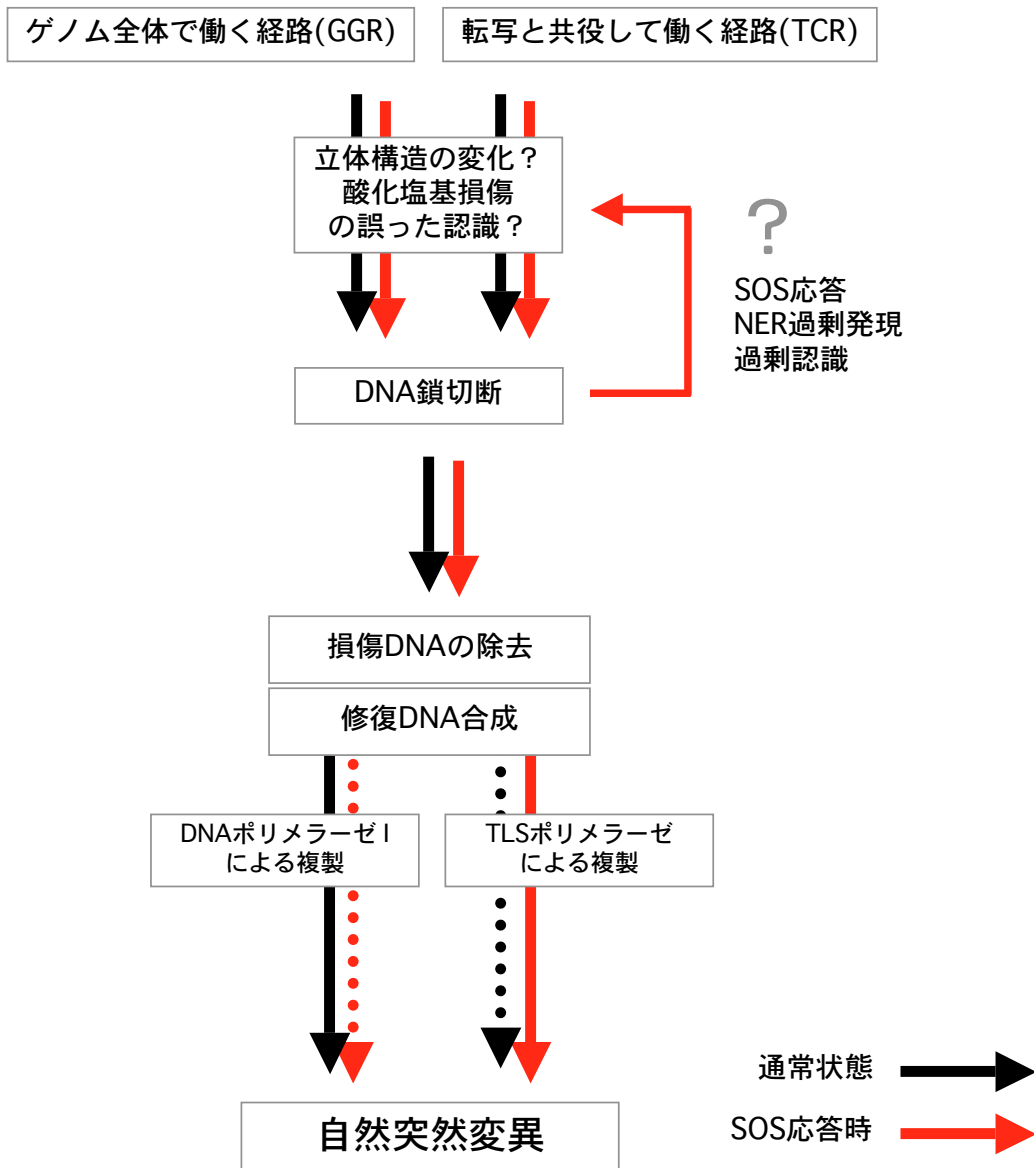 ゲノム全体で働く経路(GGR)
転写と共役して働く経路(TCR)
立体構造の変化？
酸化塩基損傷
の誤った認識？
？
SOS応答
NER過剰発現
過剰認識
DNA鎖切断
損傷DNAの除去
修復DNA合成
DNAポリメラーゼI
による複製
TLSポリメラーゼ
による複製
通常状態
SOS応答時
自然突然変異